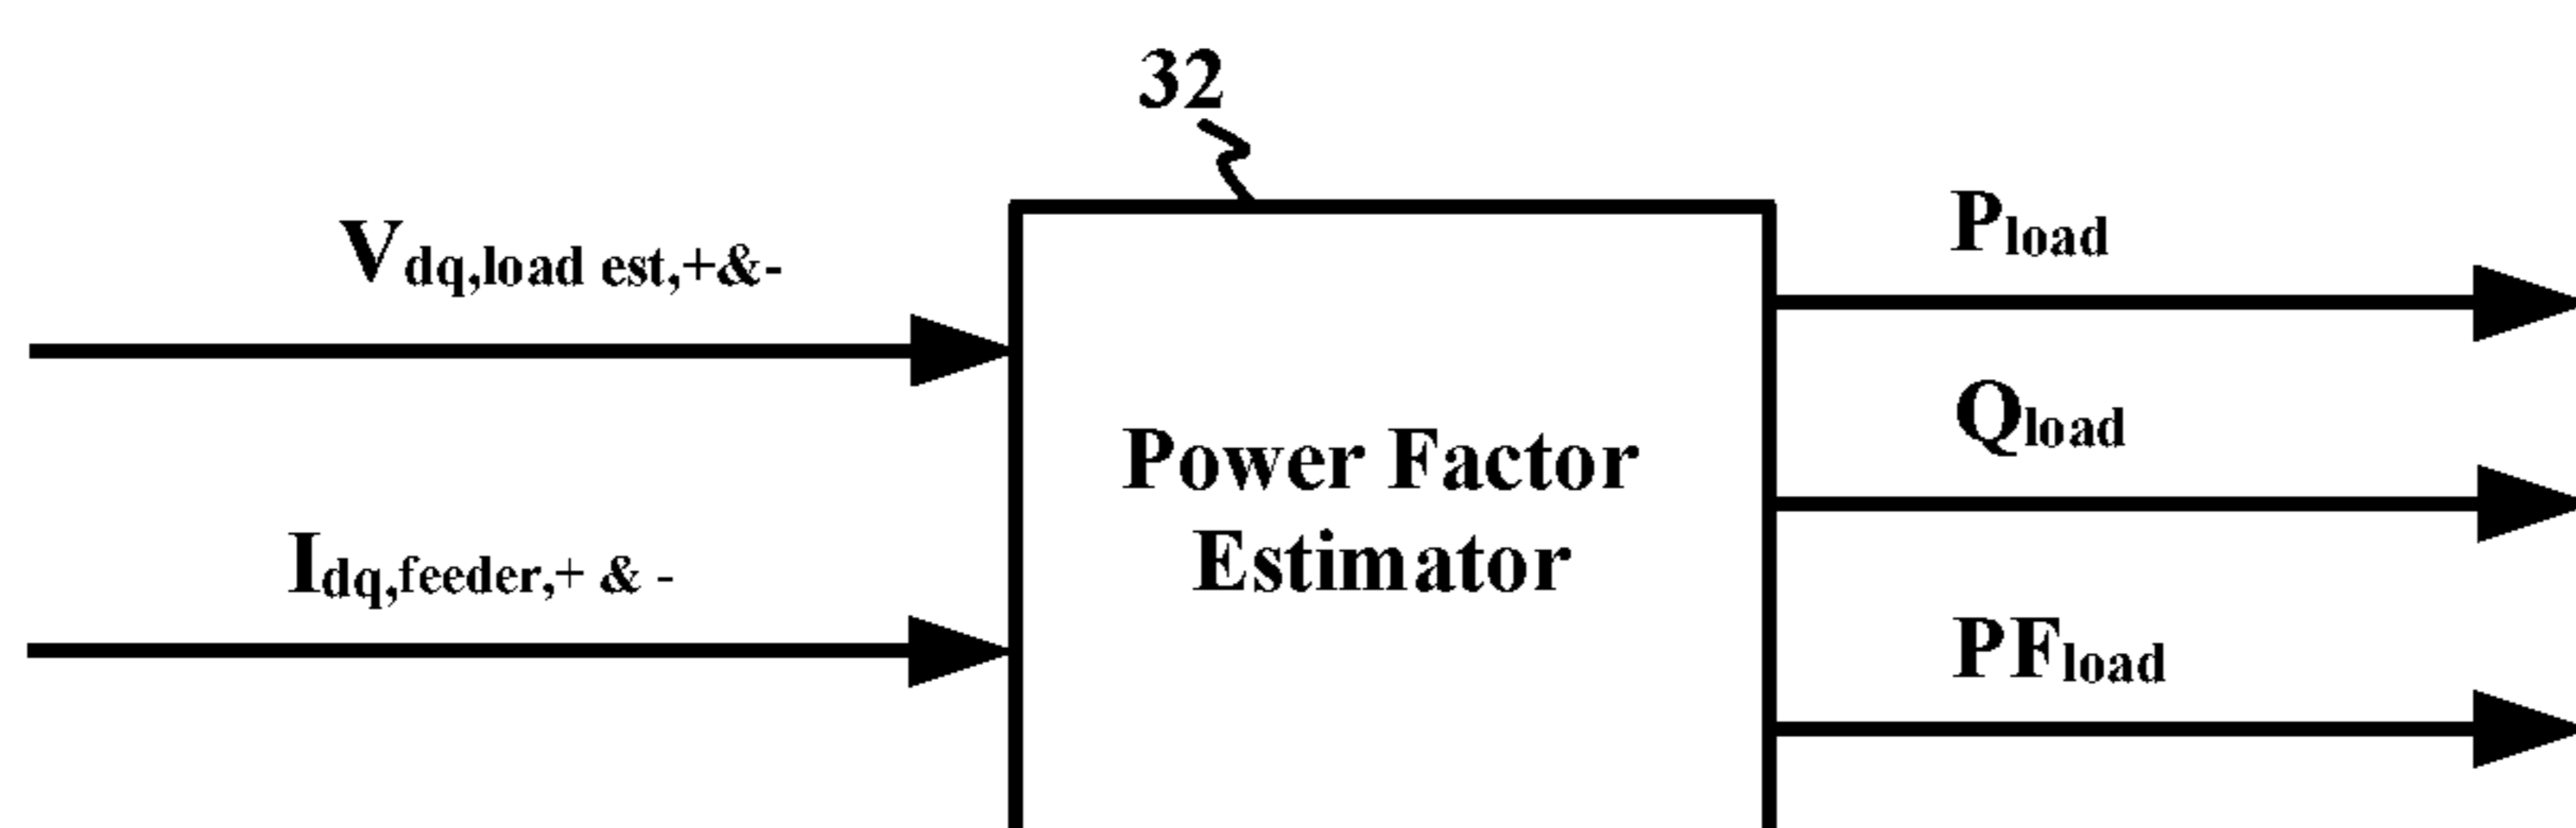 32
Vdq,load est,+&-
Pload
Qload
Power Factor
Estimator
Idq,feeder,+ & -
PFload